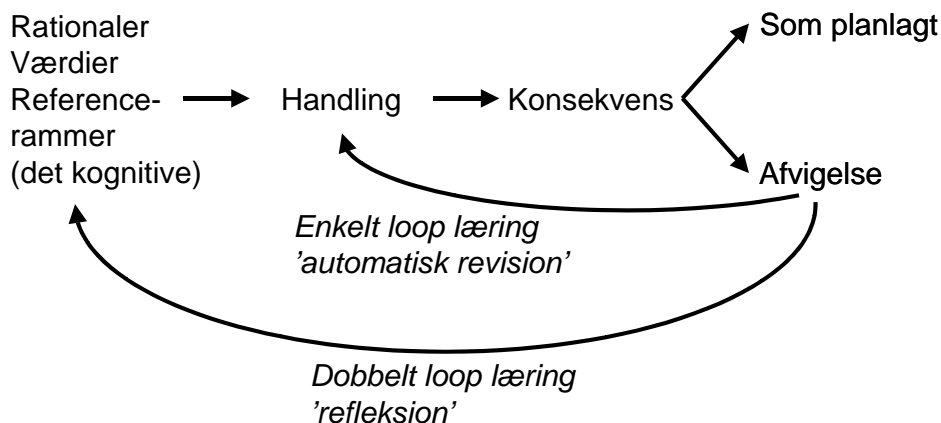 Rationaler
Værdier
Reference-
rammer
(det kognitive)
Handling
Konsekvens
Som planlagt
Afvigelse
Enkelt loop læring
’automatisk revision’
Dobbelt loop læring
’refleksion’